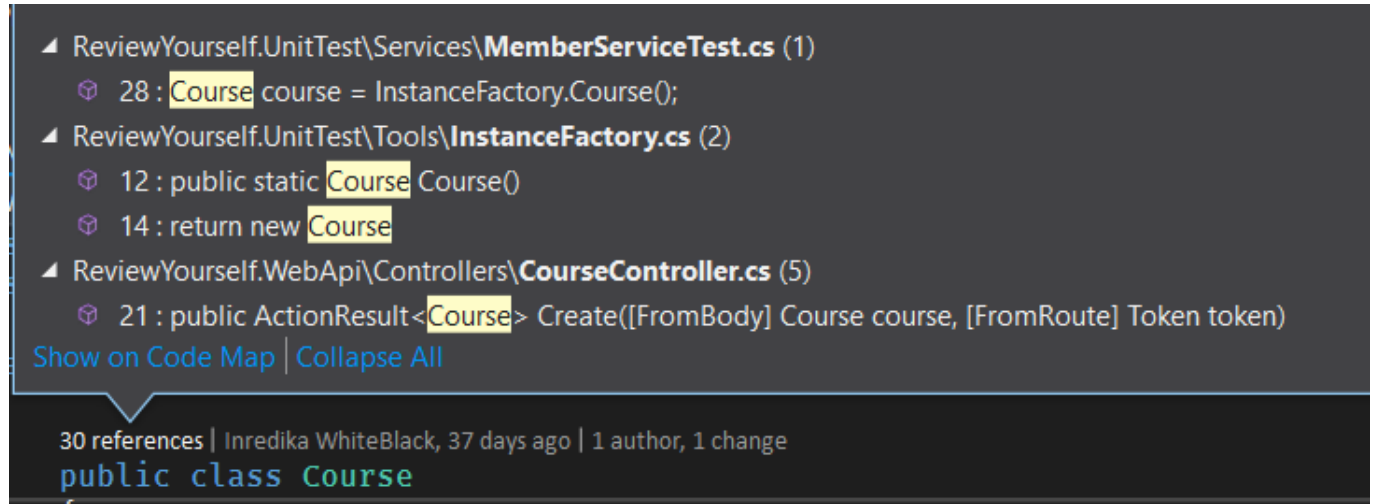 ReviewYourself.UnitTest\Services\MemberServiceTest.cs (1)
28 : Course course = InstanceFactory.Course();
ReviewYourself.UnitTest\Tools\InstanceFactory.cs (2)
12 : public static Course Course()
14 : return new Course
ReviewYourself.WebApi\Controllers\CourseController.cs (5)
21 : public ActionResult<Course> Create([FromBody] Course course, [FromRoute] Token token)
Show on Code Map | Collapse All
30 references | Inredika WhiteBlack, 37 days ago | 1 author, 1 change
public class Course